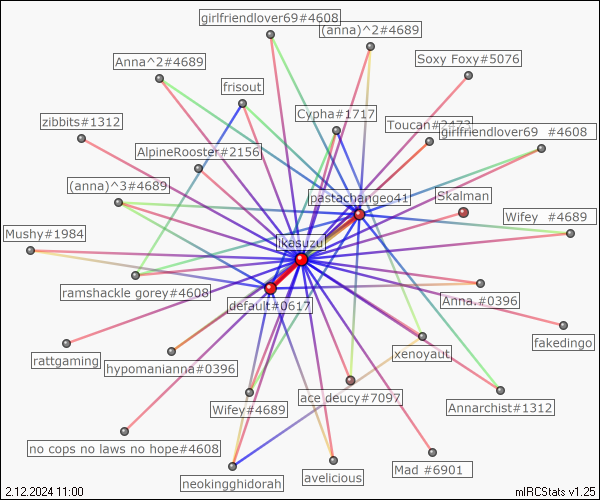 girlfriendlover69#4608
(anna)^2#4689
Soxy Foxy#5076
Anna^2#4689
frisout
Cypha#1717
Toucan#3473
zibbits#1312
girlfriendlover69 #4608
AlpineRooster#2156
(anna)^3#4689
pastachangeo41
Skalman
Wifey #4689
Mushy#1984
ikasuzu
ramshackle gorey#4608
default#0617
Anna.#0396
fakedingo
rattgaming
hypomanianna#0396
xenoyaut
Wifey#4689
ace deucy#7097
Annarchist#1312
no cops no laws no hope#4608
Mad #6901
neokingghidorah
avelicious
2.12.2024 11:00
mIRCStats v1.25